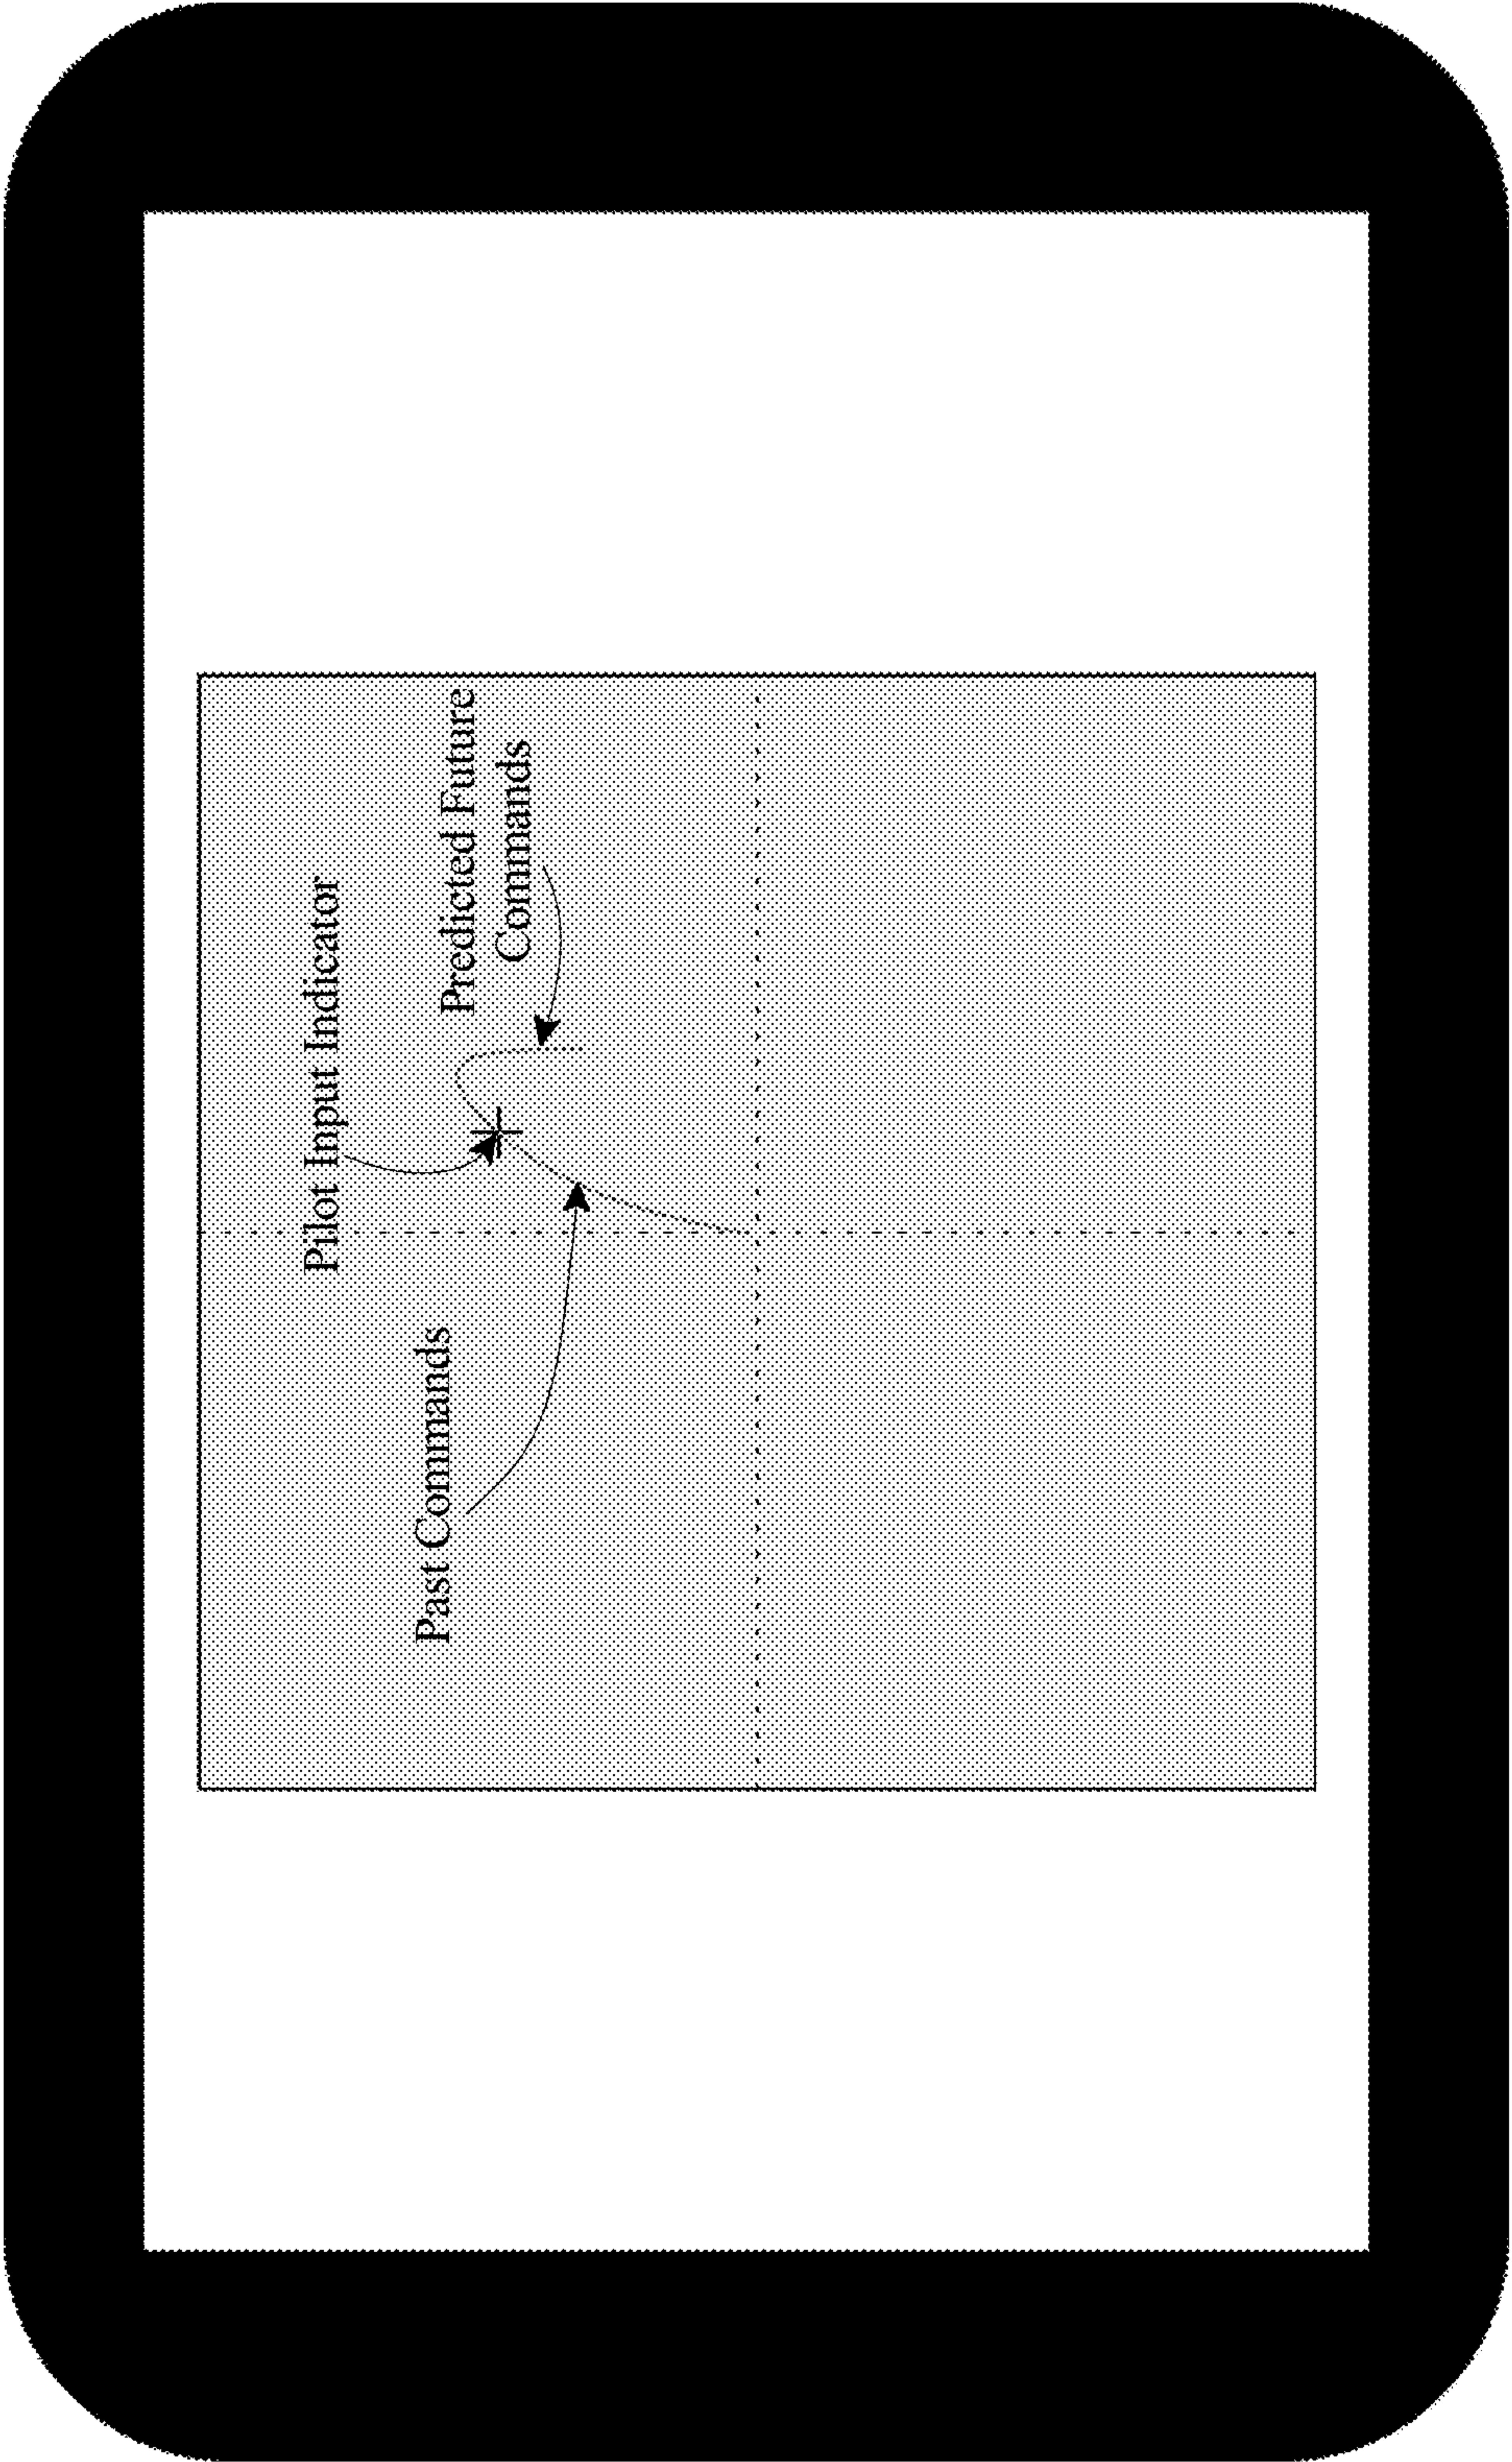 Pilot Input Indicator
Predicted Future
Commands
Past Commands